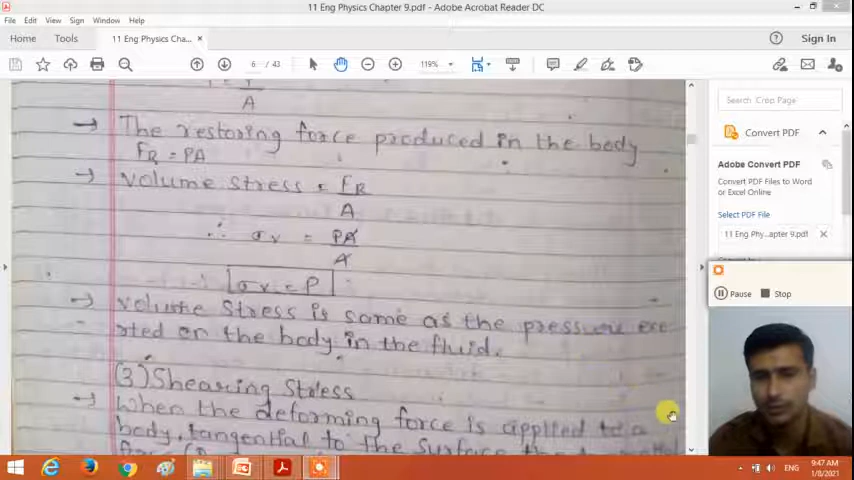 11 Eng Physics Chapter 9.pdf - Adobe Acrobat Reader DC
File Edit View Sign Window Help
Home Tools 11 Eng Physics Cha... × Sign In
6 / 43 119%
A
→ The restoring force produced in the body
FR = PA
→ volume stress = FR
A
∴ σv = PA
A
σv = P
→ volume stress is same as the pressure exe-
rted on the body in the fluid.
(3) Shearing Stress
→ When the deforming force is applied to a
body, tangential to the surface the
Search 'Crop Page'
Convert PDF
Adobe Convert PDF
Convert PDF Files to Word
or Excel Online
Select PDF File
11 Eng Phy...apter 9.pdf ×
Pause Stop
ENG
9:47 AM
1/8/2021